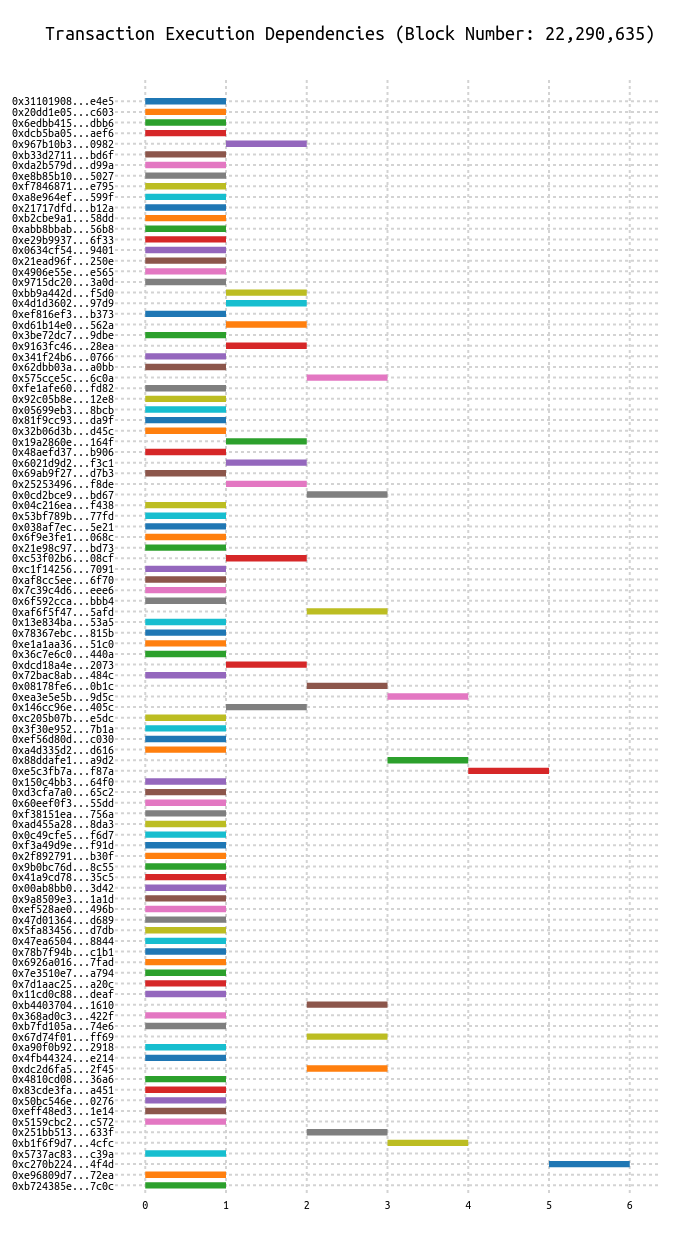 Transaction Execution Dependencies (Block Number: 22,290,635)
0x31101908...e4e5
0x20dd1e05...c603
0x6edbb415...dbb6
0xdcb5ba05...aef6
0x967b10b3...0982
0xb33d2711...bd6f
0xda2b579d...d99a
0xe8b85b10...5027
0xf7846871...e795
0xa8e964ef...599f
0x21717dfd...b12a
0xb2cbe9a1...58dd
0xabb8bbab...56b8
0xe29b9937...6f33
0x0634cf54...9401
0x21ead96f...250e
0x4906e55e...e565
0x9715dc20...3a0d
0xbb9a442d...f5d0
0x4d1d3602...97d9
0xef816ef3...b373
0xd61b14e0...562a
0x3be72dc7...9dbe
0x9163fc46...28ea
0x341f24b6...0766
0x62dbb03a...a0bb
0x575cce5c...6c0a
0xfe1afe60...fd82
0x92c05b8e...12e8
0x05699eb3...8bcb
0x81f9cc93...da9f
0x32b06d3b...d45c
0x19a2860e...164f
0x48aefd37...b906
0x6021d9d2...f3c1
0x69ab9f27...d7b3
0x25253496...f8de
0x0cd2bce9...bd67
0x04c216ea...f438
0x53bf789b...77fd
0x038af7ec...5e21
0x6f9e3fe1...068c
0x21e98c97...bd73
0xc53f02b6...08cf
0xc1f14256...7091
0xaf8cc5ee...6f70
0x7c39c4d6...eee6
0x6f592cca...bbb4
0xaf6f5f47...5afd
0x13e834ba...53a5
0x78367ebc...815b
0xe1a1aa36...51c0
0x36c7e6c0...440a
0xdcd18a4e...2073
0x72bac8ab...484c
0x08178fe6...0b1c
0xea3e5e5b...9d5c
0x146cc96e...405c
0xc205b07b...e5dc
0x3f30e952...7b1a
0xef56d80d...c030
0xa4d335d2...d616
0x88ddafe1...a9d2
0xe5c3fb7a...f87a
0x150c4bb3...64f0
0xd3cfa7a0...65c2
0x60eef0f3...55dd
0xf38151ea...756a
0xad455a28...8da3
0x0c49cfe5...f6d7
0xf3a49d9e...f91d
0x2f892791...b30f
0x9b0bc76d...8c55
0x41a9cd78...35c5
0x00ab8bb0...3d42
0x9a8509e3...1a1d
0xef528ae0...496b
0x47d01364...d689
0x5fa83456...d7db
0x47ea6504...8844
0x78b7f94b...c1b1
0x6926a016...7fad
0x7e3510e7...a794
0x7d1aac25...a20c
0x11cd0c88...deaf
0xb4403704...1610
0x368ad0c3...422f
0xb7fd105a...74e6
0x67d74f01...ff69
0xa90f0b92...2918
0x4fb44324...e214
0xdc2d6fa5...2f45
0x4810cd08...36a6
0x83cde3fa...a451
0x50bc546e...0276
0xeff48ed3...1e14
0x5159cbc2...c572
0x251bb513...633f
0xb1f6f9d7...4cfc
0x5737ac83...c39a
0xc270b224...4f4d
0xe96809d7...72ea
0xb724385e...7c0c
0 1 2 3 4 5 6